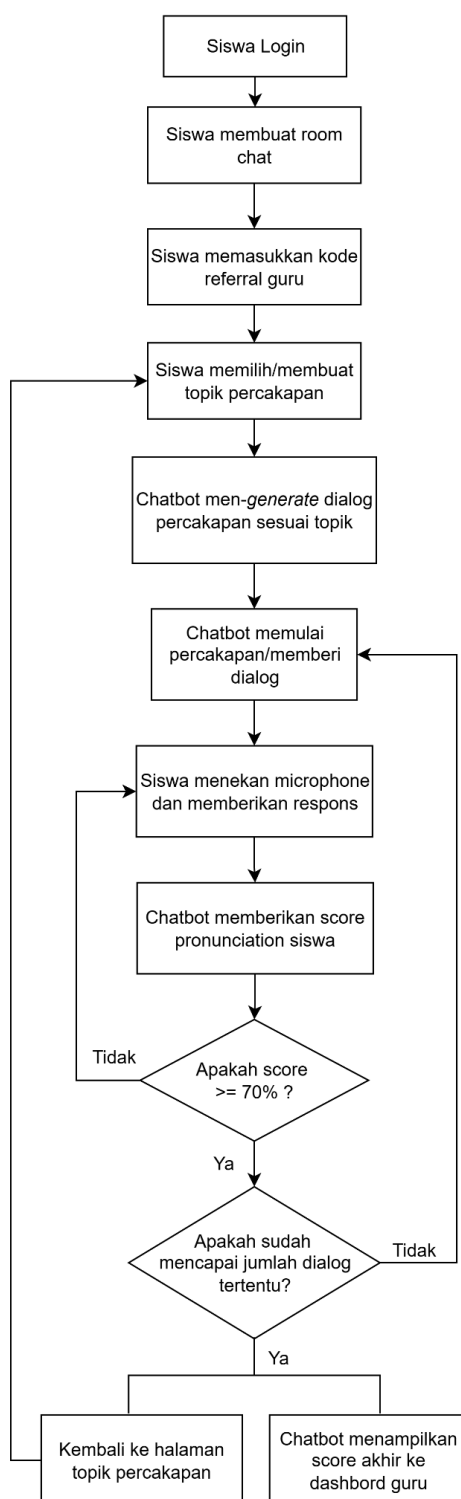 Siswa Login
Siswa membuat room
chat
Siswa memasukkan kode
referral guru
Siswa memilih/membuat
topik percakapan
Chatbot men-generate dialog
percakapan sesuai topik
Chatbot memulai
percakapan/memberi
dialog
Siswa menekan microphone
dan memberikan respons
Chatbot memberikan score
pronunciation siswa
Tidak
Apakah score
>= 70% ?
Ya
Apakah sudah
mencapai jumlah dialog
tertentu?
Tidak
Ya
Kembali ke halaman
topik percakapan
Chatbot menampilkan
score akhir ke
dashbord guru